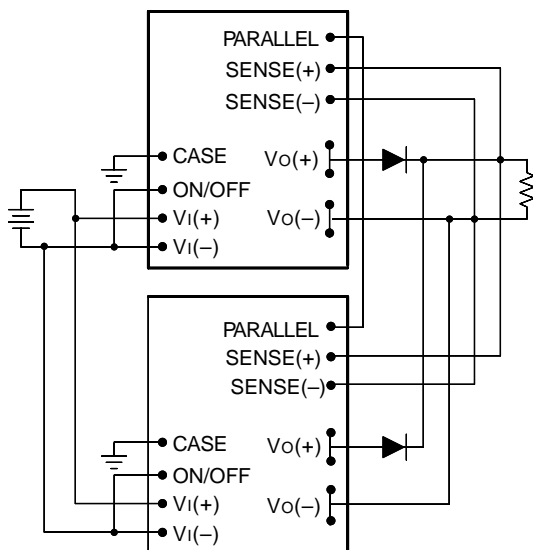 PARALLEL
SENSE(+)
SENSE(–)
CASE
VO(+)
ON/OFF
VI(+)
VO(–)
VI(–)
PARALLEL
SENSE(+)
SENSE(–)
CASE
VO(+)
ON/OFF
VI(+)
VO(–)
VI(–)